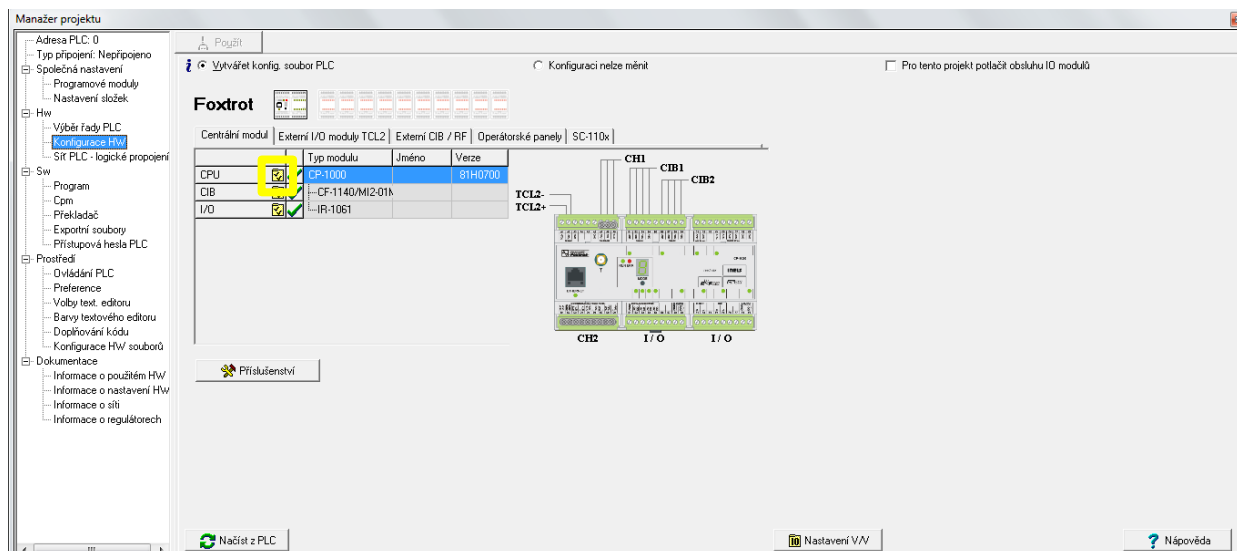 Manažer projektu
Adresa PLC: 0
Typ připojení: Nepřipojeno
Společná nastavení
Programové moduly
Nastavení složek
Hw
Výběr řady PLC
Konfigurace HW
Síť PLC - logické propojení
Sw
Program
Cpm
Překladač
Exportní soubory
Přístupová hesla PLC
Prostředí
Ovládání PLC
Preference
Volby text. editoru
Barvy textového editoru
Doplňování kódu
Konfigurace HW souborů
Dokumentace
Informace o použitém HW
Informace o nastavení HW
Informace o síti
Informace o regulátorech
Použít
Vytvářet konfig. soubor PLC
Konfiguraci nelze měnit
Pro tento projekt potlačit obsluhu IO modulů
Foxtrot
Centrální modul
Externí I/O moduly TCL2
Externí CIB / RF
Operátorské panely
SC-110x
Typ modulu Jméno Verze
CPU CP-1000 81H0700
CIB CF-1140/MI2-01M
I/O IR-1061
CH1
CIB1
CIB2
TCL2-
TCL2+
CH2 I/O I/O
Příslušenství
Načíst z PLC
Nastavení V/V
Nápověda